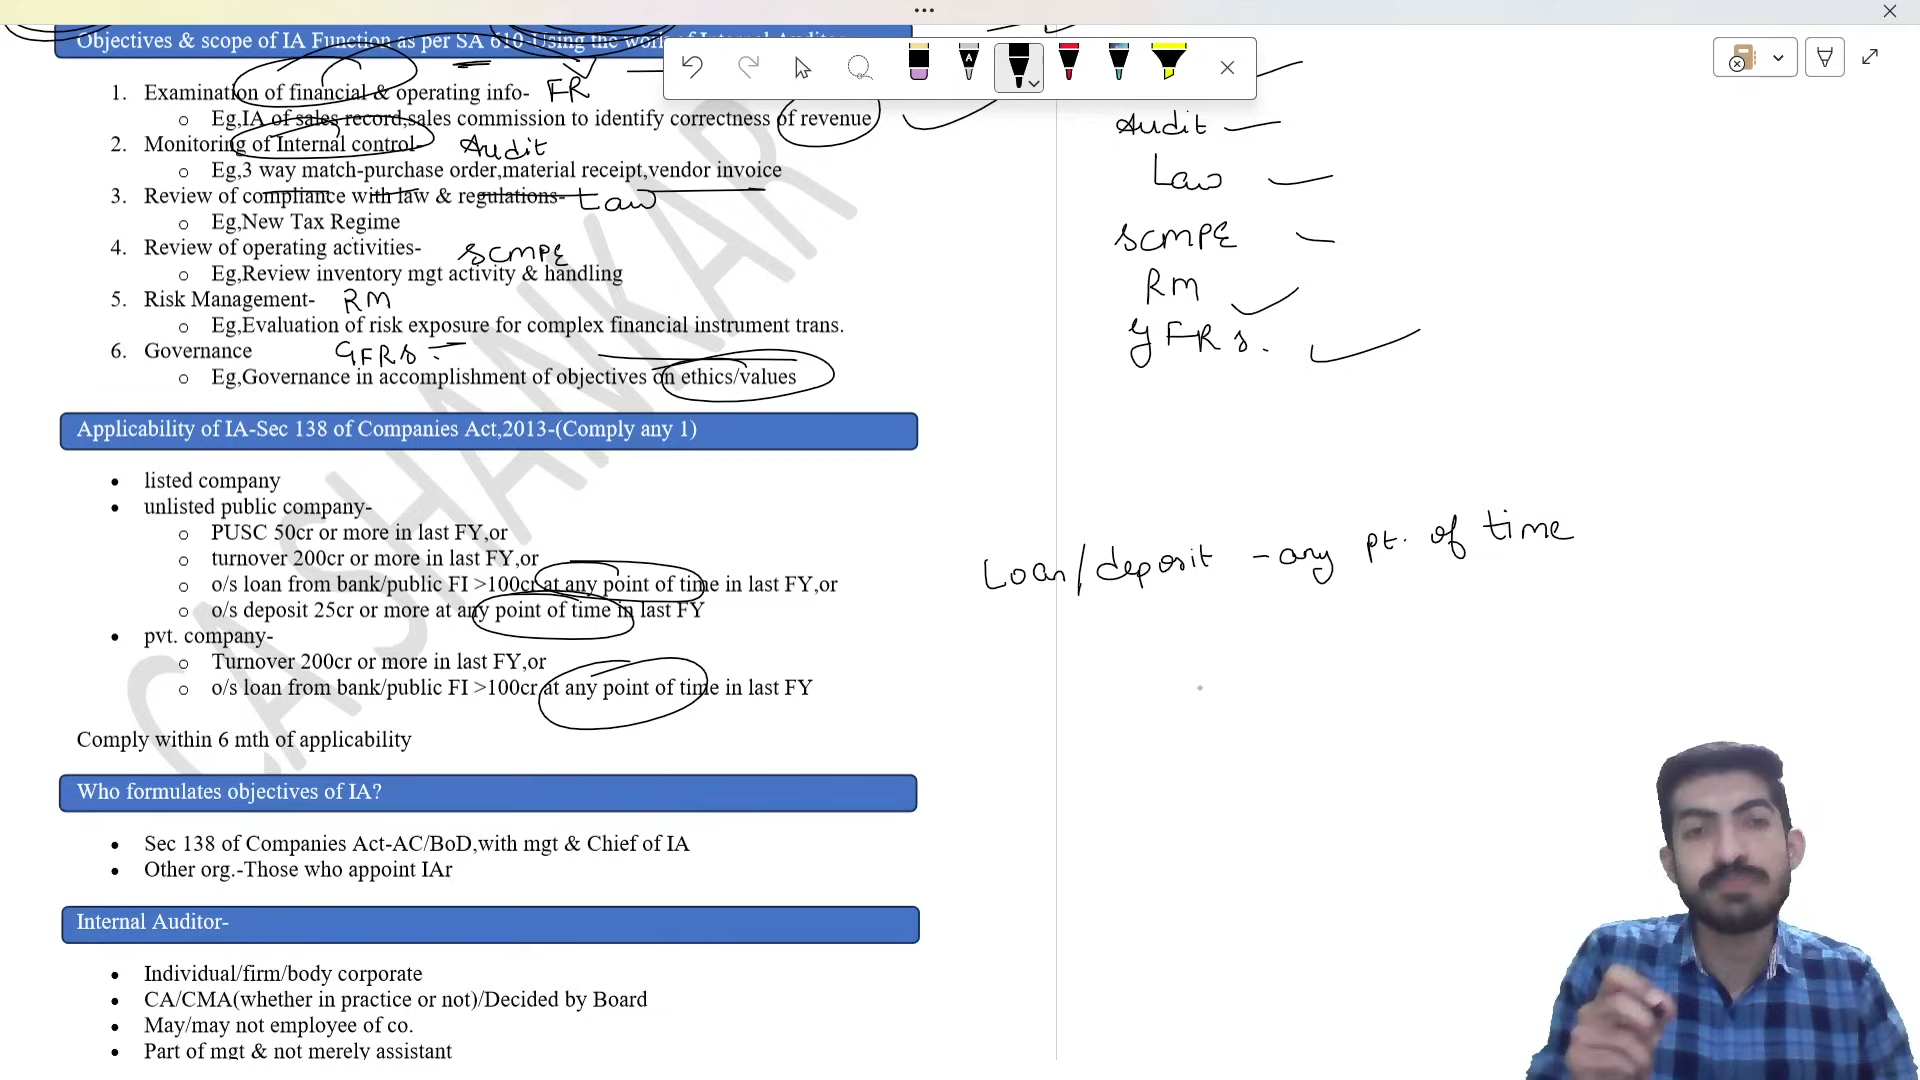 Objectives & scope of IA Function as per SA 610-Using the work of Internal Auditor
1. Examination of financial & operating info- FR
o Eg,IA of sales record,sales commission to identify correctness of revenue
2. Monitoring of Internal control- Audit
o Eg,3 way match-purchase order,material receipt,vendor invoice
3. Review of compliance with law & regulations- Law
o Eg,New Tax Regime
4. Review of operating activities- SCMPE
o Eg,Review inventory mgt activity & handling
5. Risk Management- RM
o Eg,Evaluation of risk exposure for complex financial instrument trans.
6. Governance GFRS
o Eg,Governance in accomplishment of objectives on ethics/values
Applicability of IA-Sec 138 of Companies Act,2013-(Comply any 1)
• listed company
• unlisted public company-
o PUSC 50cr or more in last FY,or
o turnover 200cr or more in last FY,or
o o/s loan from bank/public FI >100cr at any point of time in last FY,or
o o/s deposit 25cr or more at any point of time in last FY
• pvt. company-
o Turnover 200cr or more in last FY,or
o o/s loan from bank/public FI >100cr at any point of time in last FY
Comply within 6 mth of applicability
Who formulates objectives of IA?
• Sec 138 of Companies Act-AC/BoD,with mgt & Chief of IA
• Other org.-Those who appoint IAr
Internal Auditor-
• Individual/firm/body corporate
• CA/CMA(whether in practice or not)/Decided by Board
• May/may not employee of co.
• Part of mgt & not merely assistant
CA SHANKAR
Audit
Law
SCMPE
RM
GFRS.
Loan/deposit - any pt. of time
A